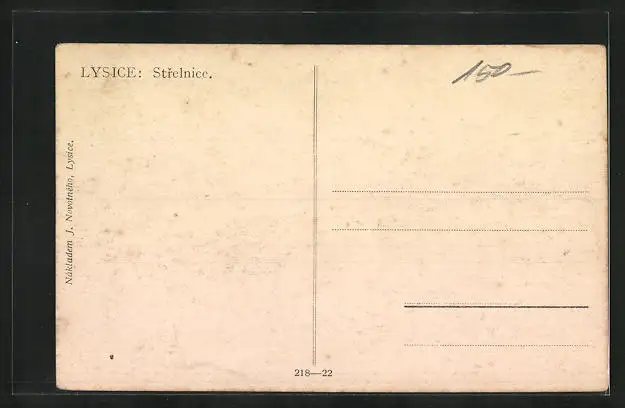 LYSICE: Střelnice.
150–
Nákladem J. Novotného, Lysice.
218—22